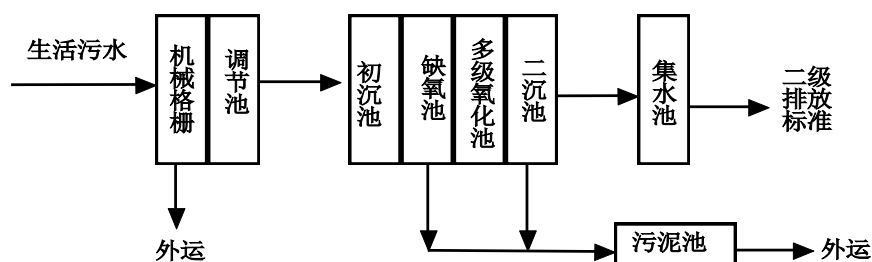 生活污水
机械格栅
调节池
初沉池
缺氧池
多级氧化池
二沉池
集水池
二级
排放
标准
外运
污泥池
外运